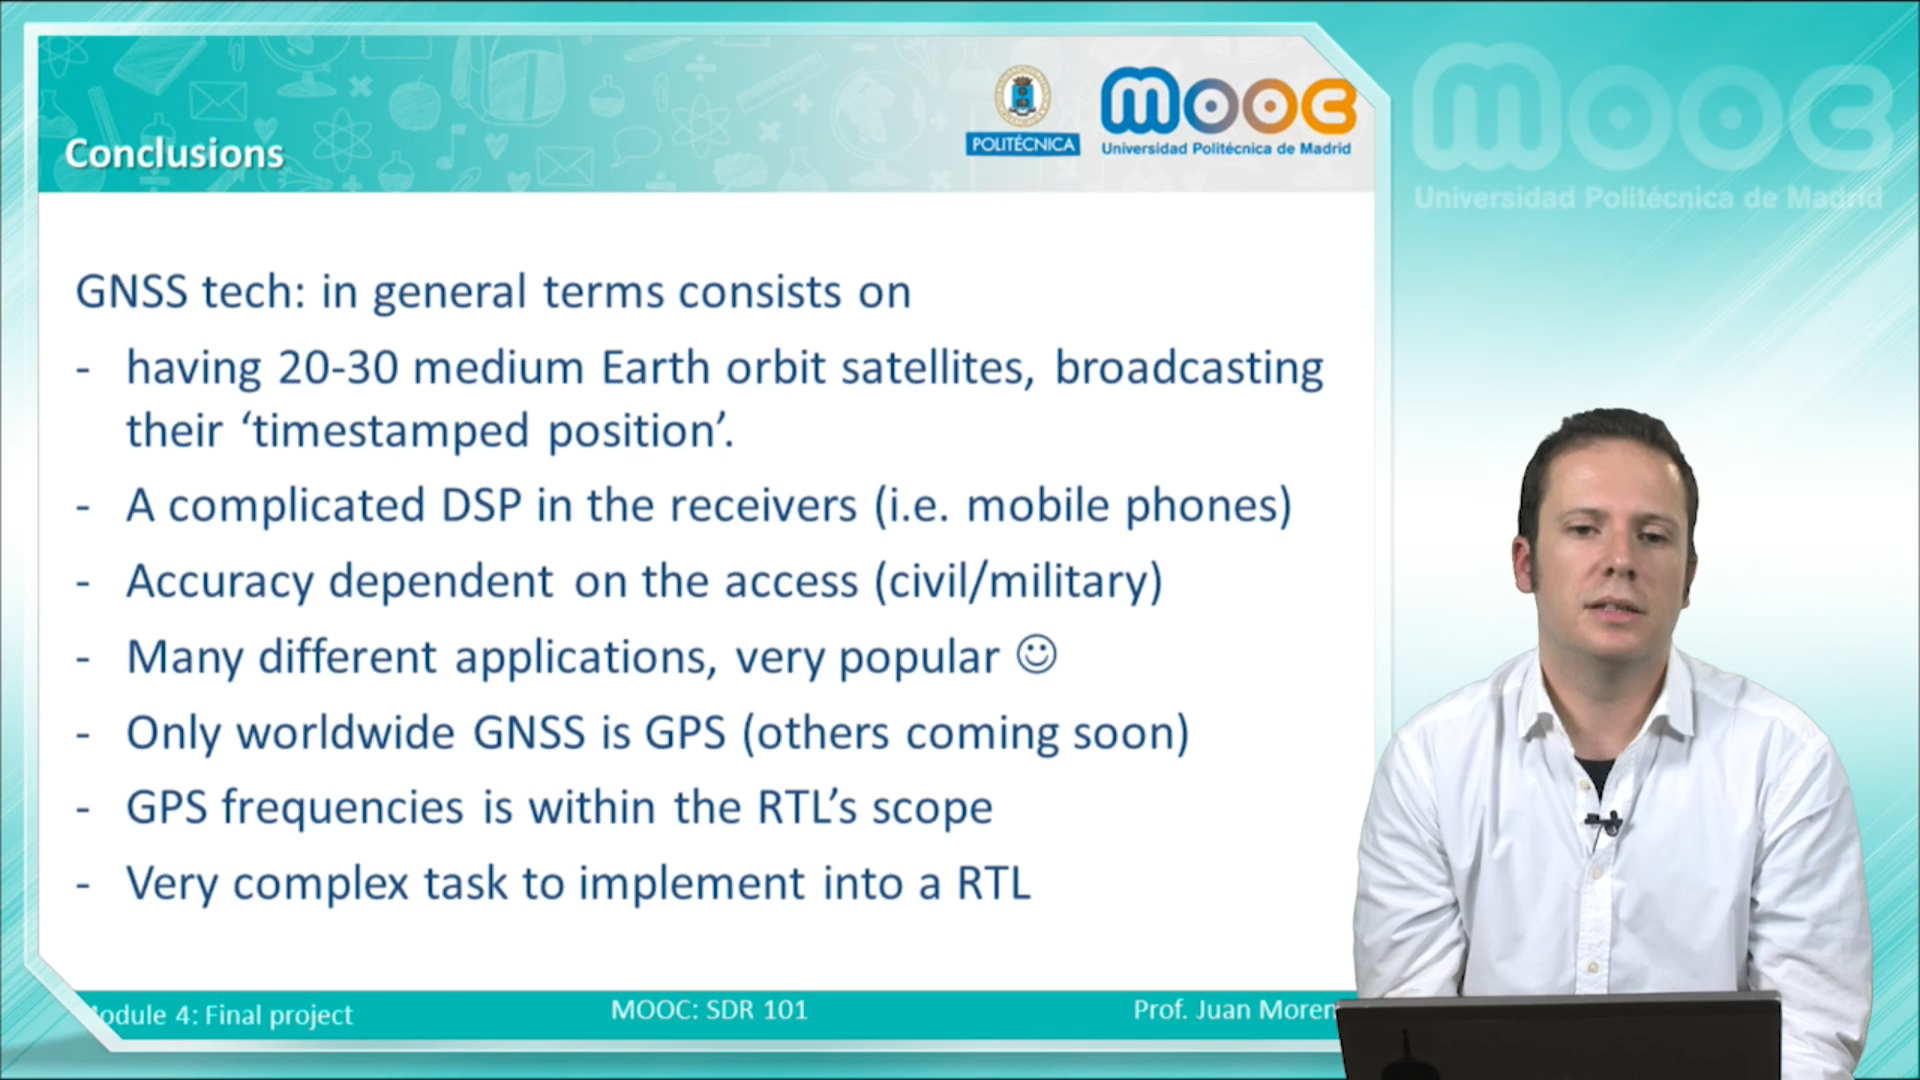 Conclusions
POLITÉCNICA
mooc
Universidad Politécnica de Madrid
mooc
Universidad Politécnica de Madrid
GNSS tech: in general terms consists on
- having 20-30 medium Earth orbit satellites, broadcasting
their ‘timestamped position’.
- A complicated DSP in the receivers (i.e. mobile phones)
- Accuracy dependent on the access (civil/military)
- Many different applications, very popular ☺
- Only worldwide GNSS is GPS (others coming soon)
- GPS frequencies is within the RTL’s scope
- Very complex task to implement into a RTL
odule 4: Final project
MOOC: SDR 101
Prof. Juan Moren